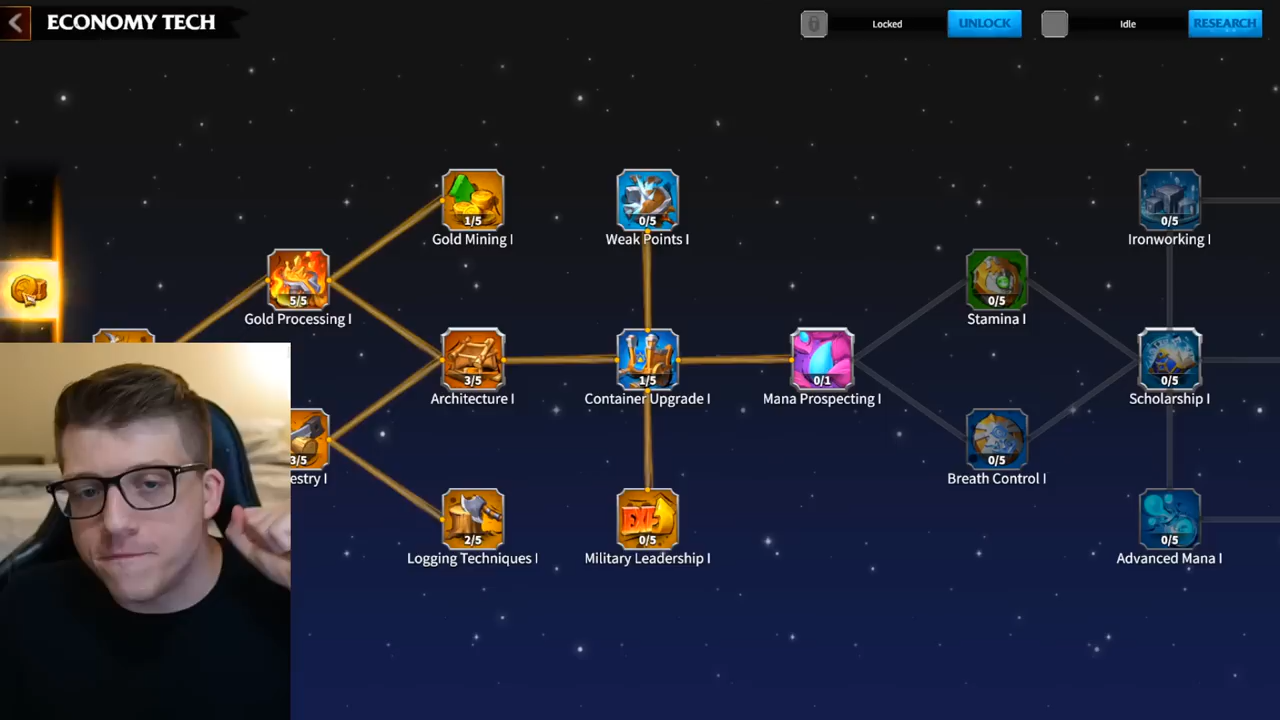 ECONOMY TECH
Locked
UNLOCK
Idle
RESEARCH
1/5
Gold Mining I
0/5
Weak Points I
0/5
Ironworking I
5/5
Gold Processing I
0/5
Stamina I
3/5
Architecture I
1/5
Container Upgrade I
0/1
Mana Prospecting I
0/5
Scholarship I
3/5
estry I
0/5
Breath Control I
2/5
Logging Techniques I
0/5
Military Leadership I
0/5
Advanced Mana I